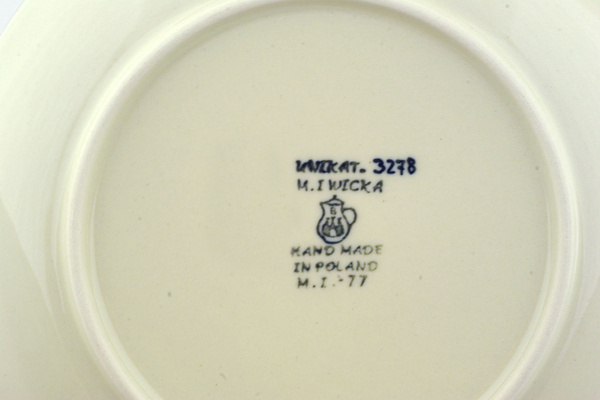 UNIKAT. 3278
M. IWICKA
HAND MADE
IN POLAND
M.I.-77